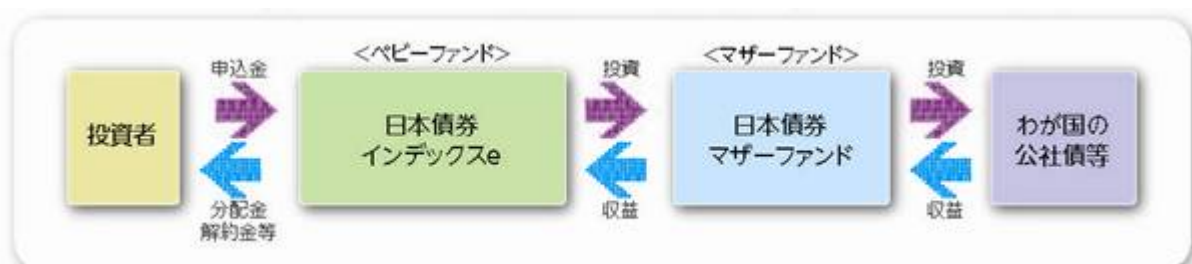 申込金
<ベビーファンド>
投資
<マザーファンド>
投資
投資者
日本債券
インデックスe
日本債券
マザーファンド
わが国の
公社債等
分配金
解約金等
収益
収益